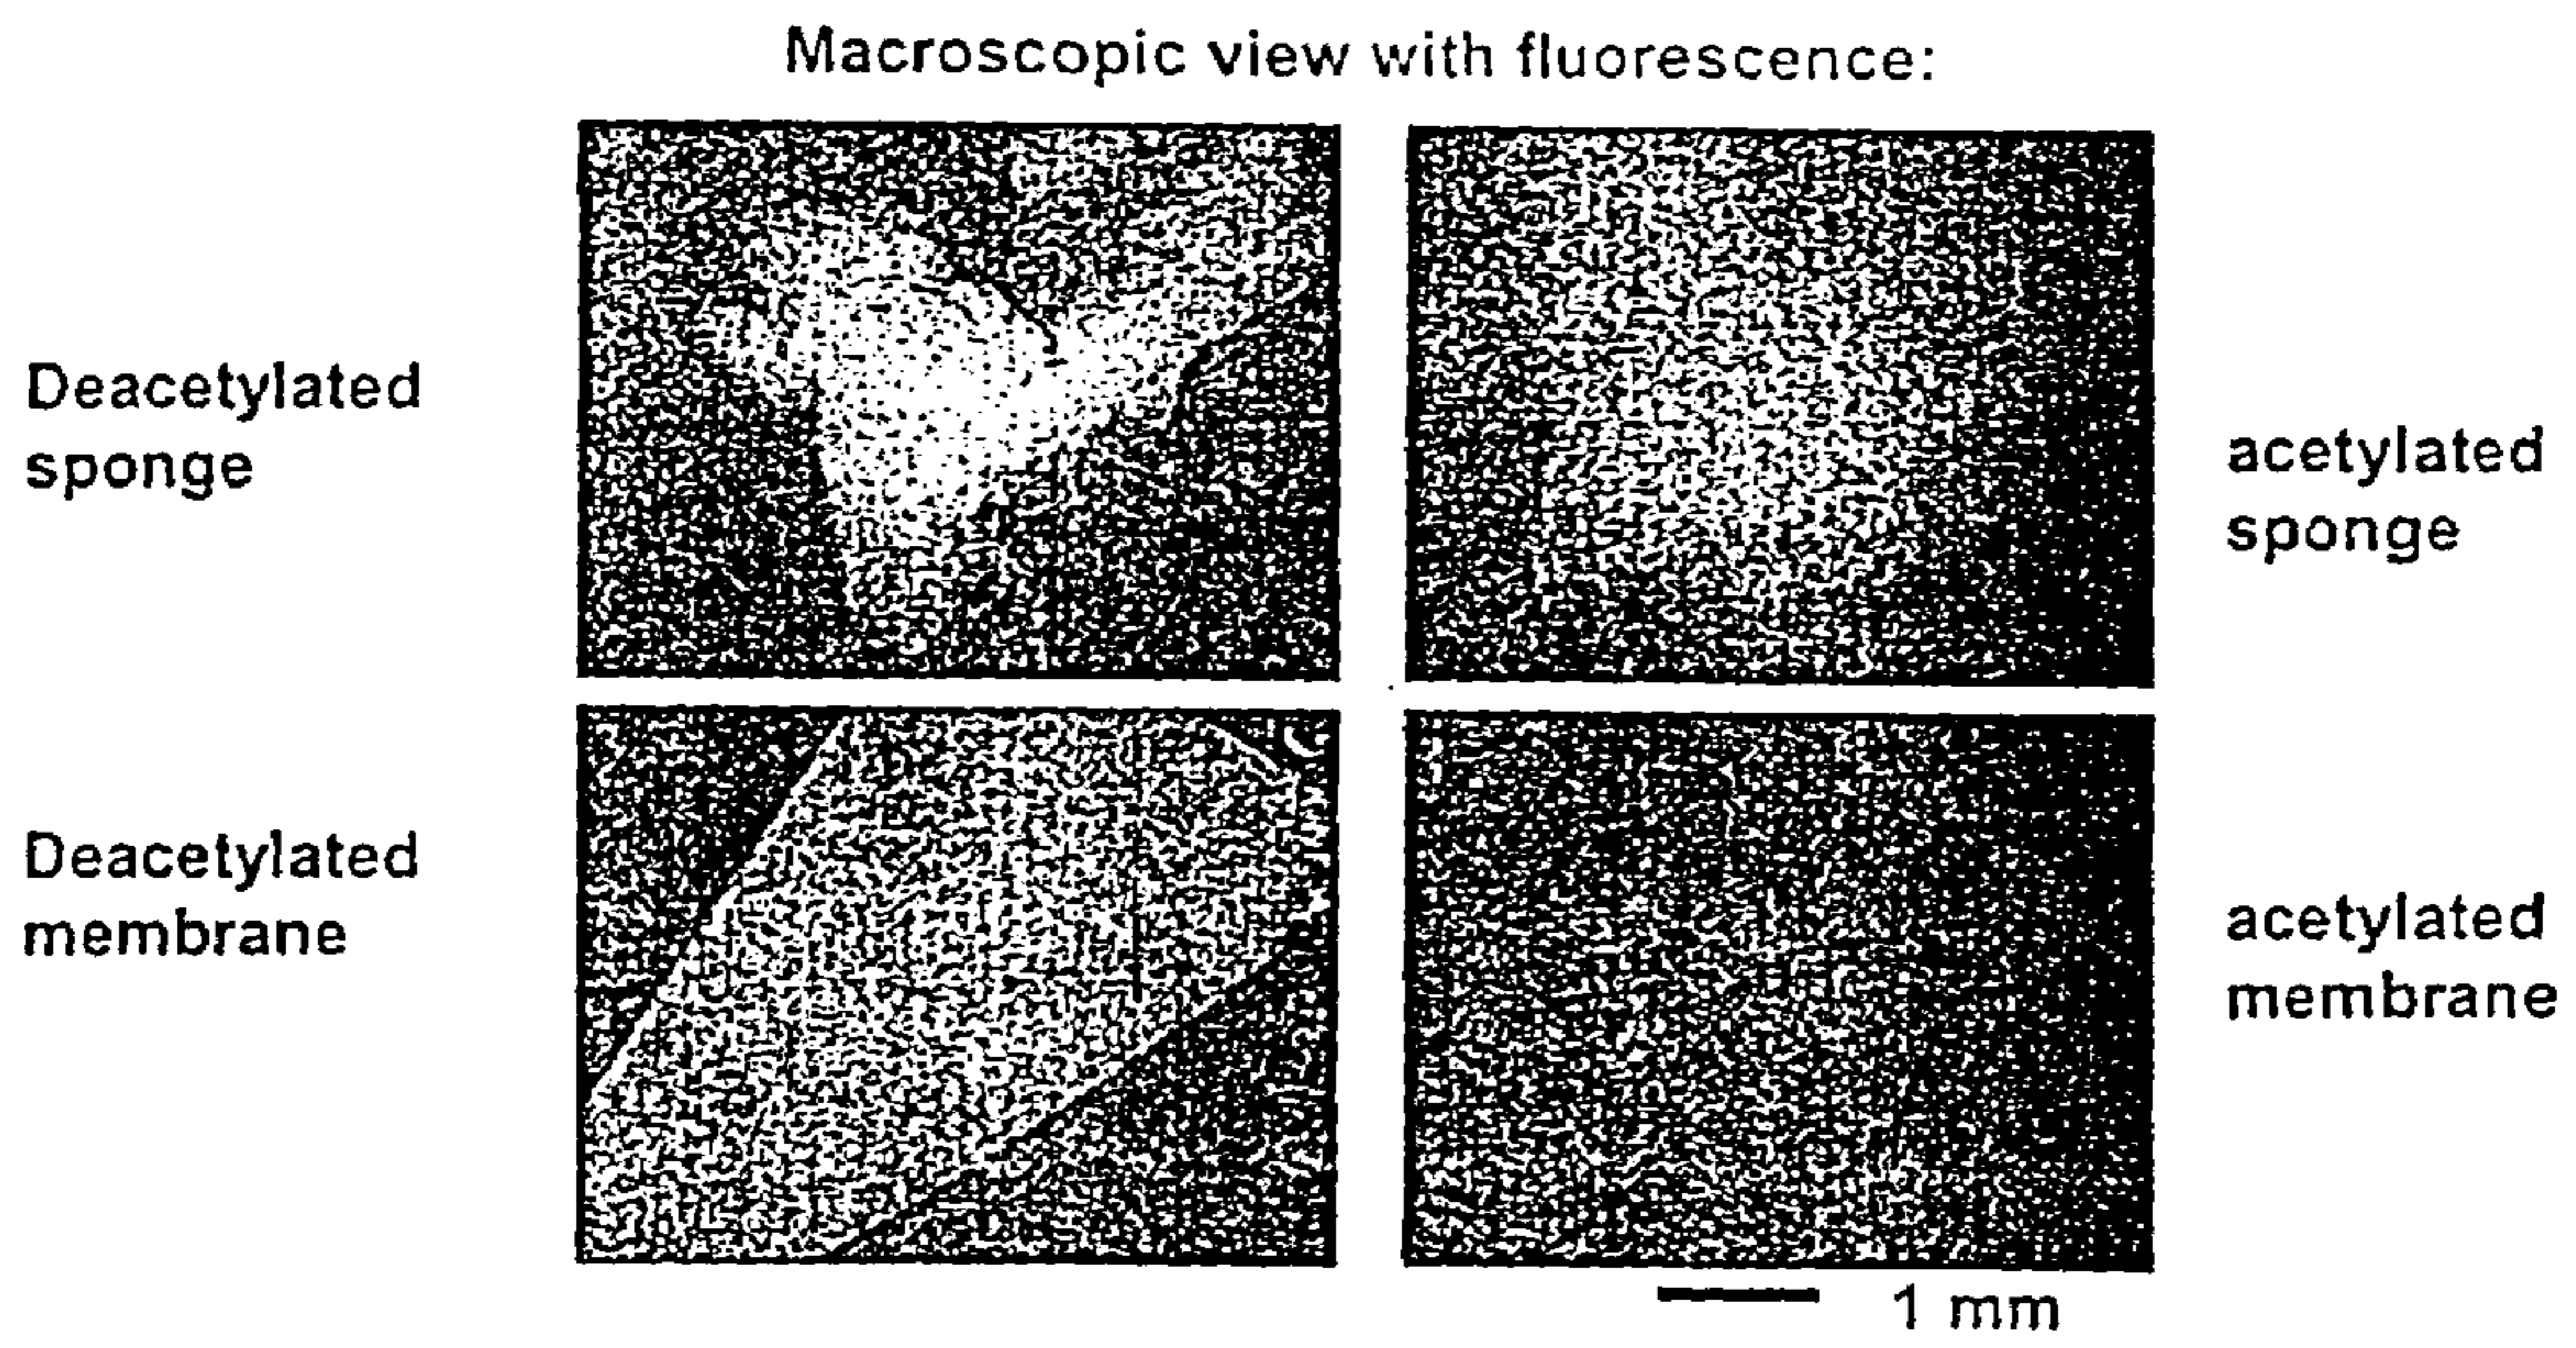 Macroscopic view with fluorescence:
Deacetylated
sponge
acetylated
sponge
Deacetylated
membrane
acetylated
membrane
1 mm